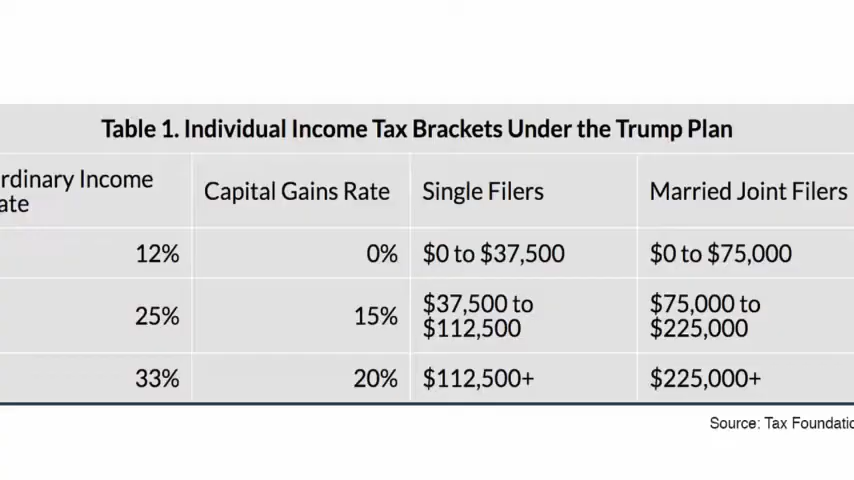 Table 1. Individual Income Tax Brackets Under the Trump Plan
rdinary Income
ate
Capital Gains Rate
Single Filers
Married Joint Filers
12%
0%
$0 to $37,500
$0 to $75,000
25%
15%
$37,500 to
$112,500
$75,000 to
$225,000
33%
20%
$112,500+
$225,000+
Source: Tax Foundatio